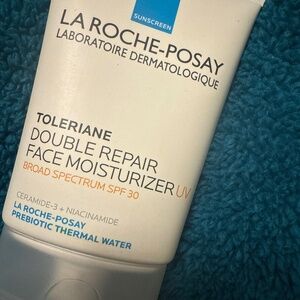 SUNSCREEN
LA ROCHE-POSAY
LABORATOIRE DERMATOLOGIQUE
TOLERIANE
DOUBLE REPAIR
FACE MOISTURIZER UV
BROAD SPECTRUM SPF 30
CERAMIDE-3 + NIACINAMIDE
LA ROCHE-POSAY
PREBIOTIC THERMAL WATER